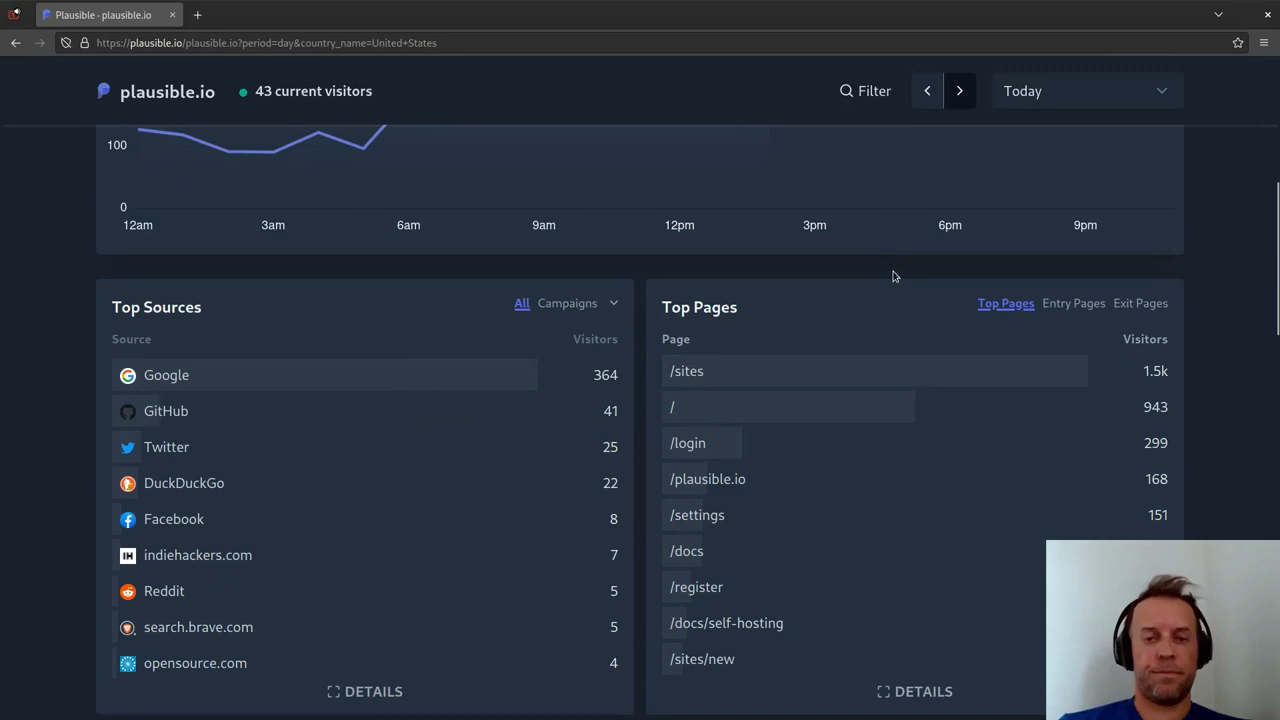 Plausible · plausible.io
https://plausible.io/plausible.io?period=day&country_name=United+States
plausible.io
43 current visitors
Filter
Today
100
0
12am 3am 6am 9am 12pm 3pm 6pm 9pm
Top Sources
All Campaigns
Source Visitors
Google 364
GitHub 41
Twitter 25
DuckDuckGo 22
Facebook 8
IH indiehackers.com 7
Reddit 5
search.brave.com 5
opensource.com 4
DETAILS
Top Pages
Top Pages Entry Pages Exit Pages
Page Visitors
/sites 1.5k
/ 943
/login 299
/plausible.io 168
/settings 151
/docs
/register
/docs/self-hosting
/sites/new
DETAILS